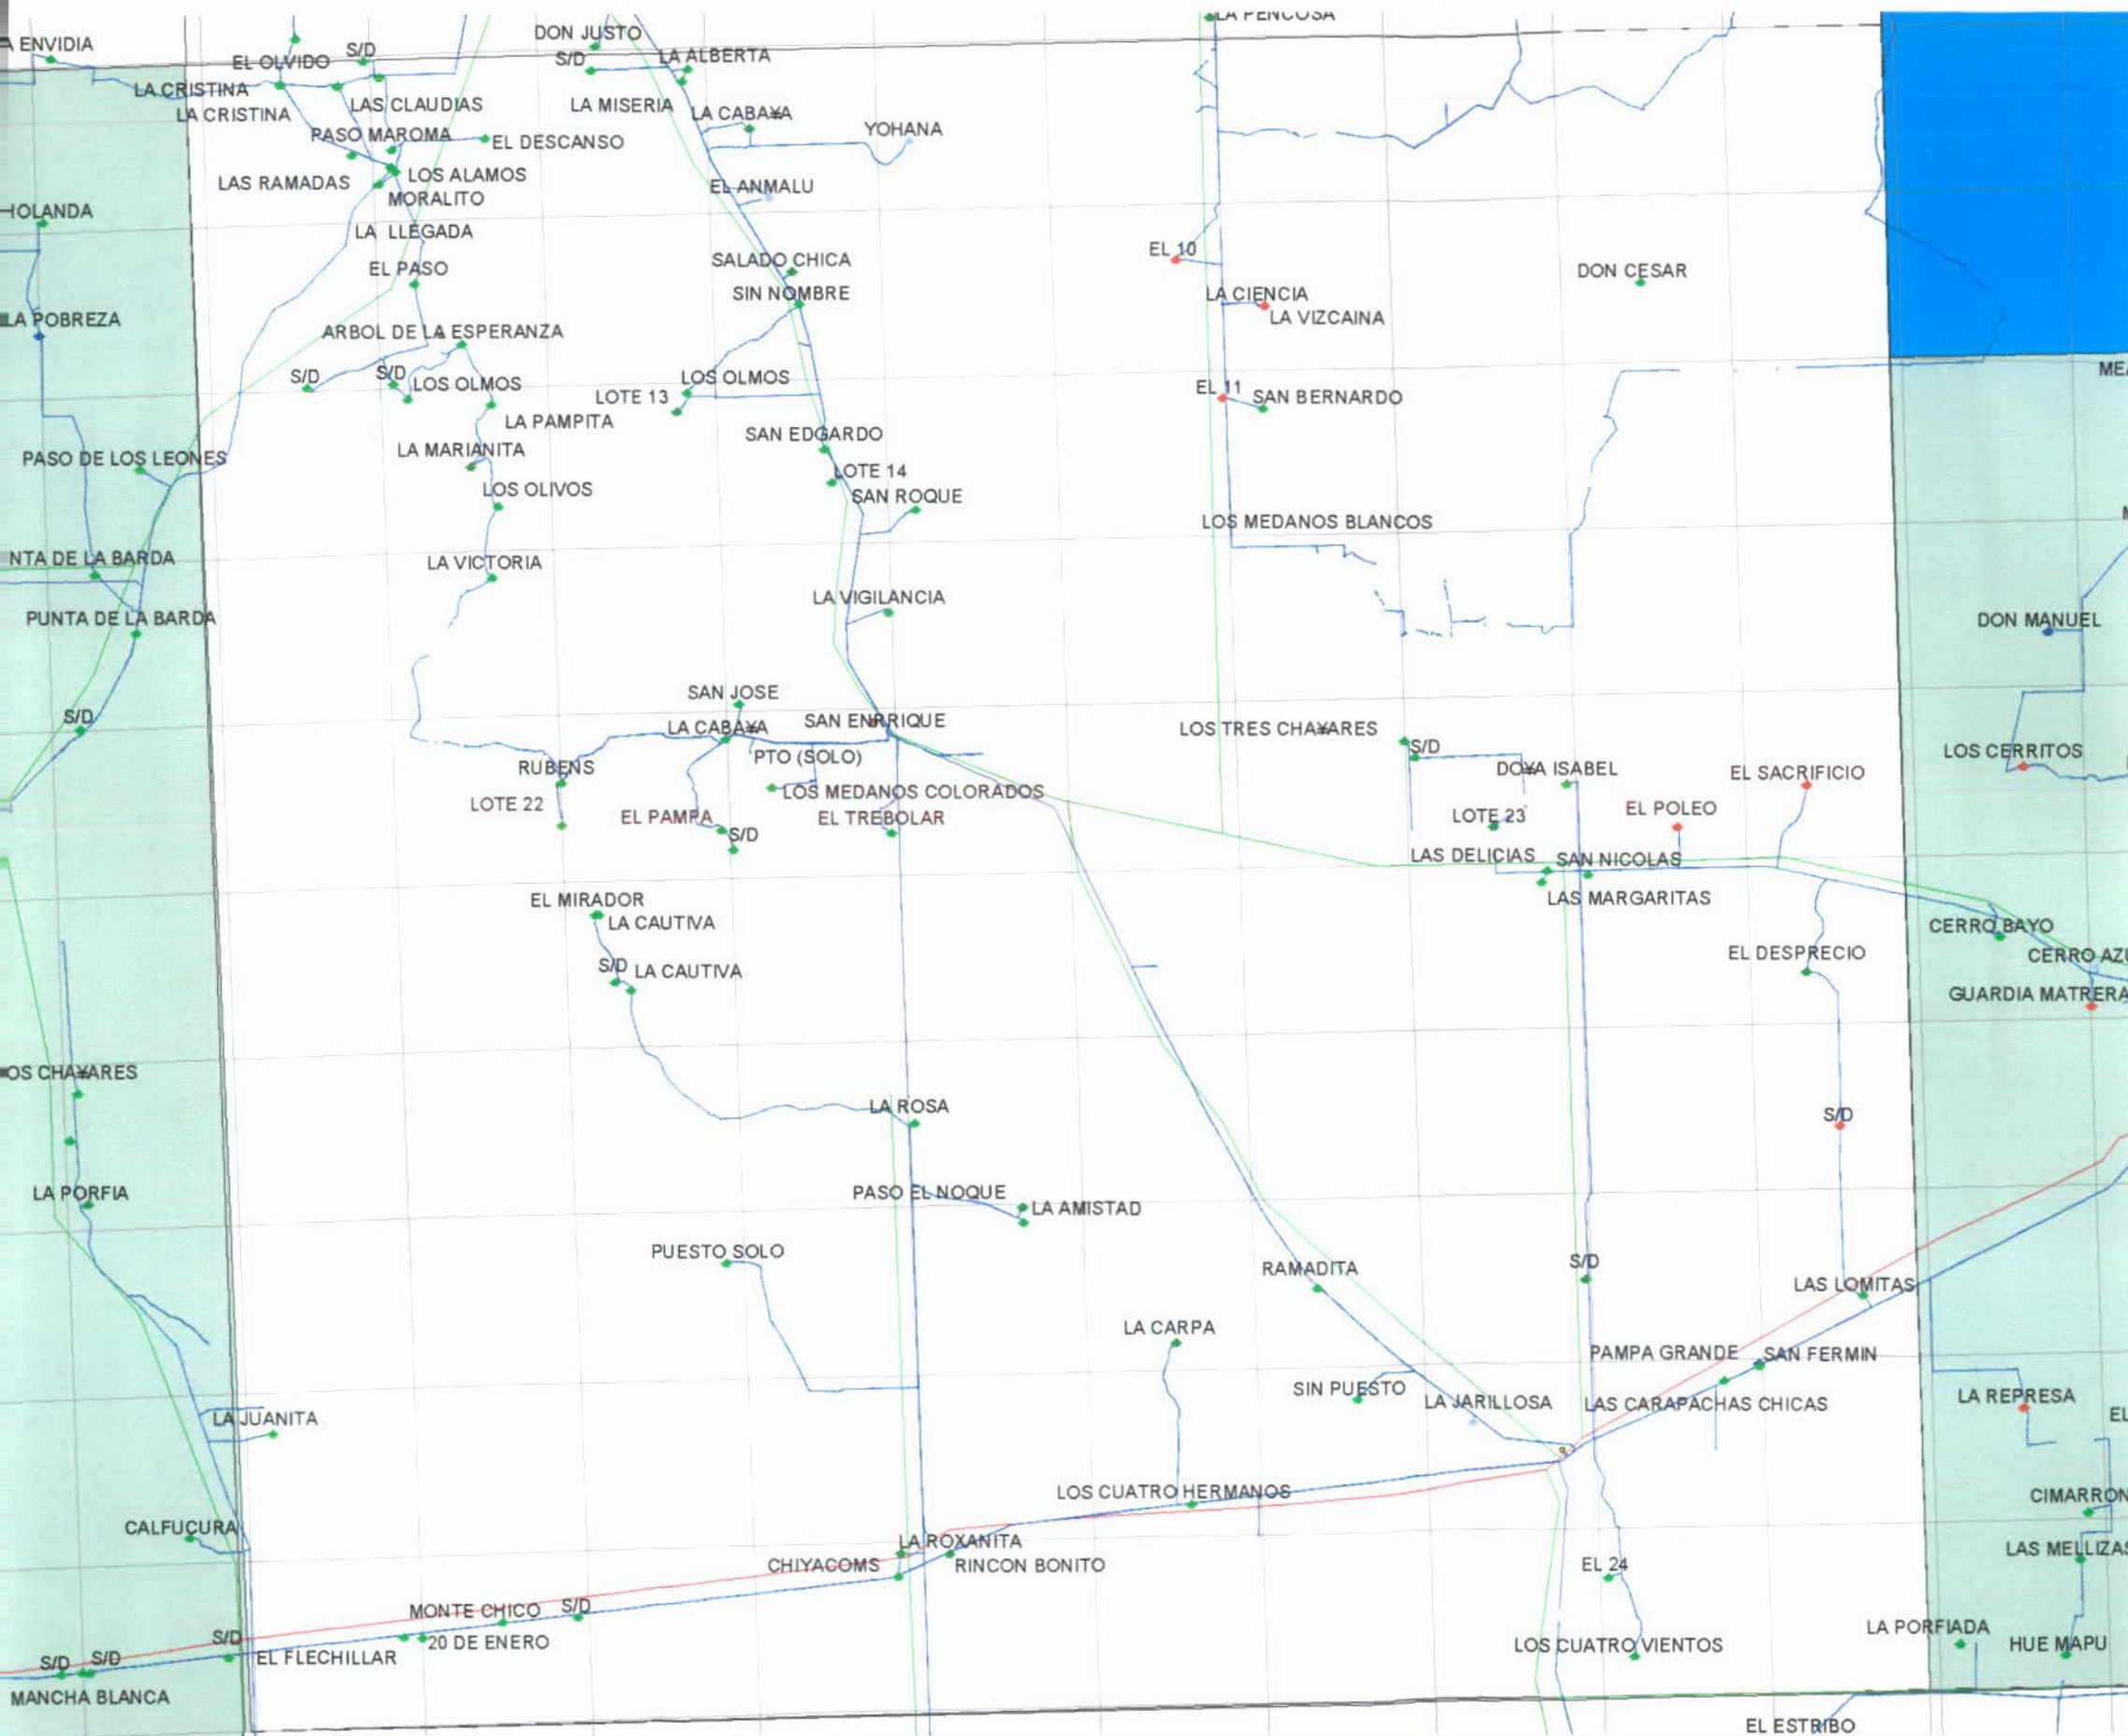 LA PENCOSA
DON JUSTO
ENVIDIA
S/D
EL OLVIDO
S/D
LA ALBERTA
LA CRISTINA
LA CRISTINA
LAS CLAUDIAS
LA MISERIA
LA CABA¥A
PASO MAROMA
EL DESCANSO
YOHANA
LAS RAMADAS
LOS ALAMOS
EL ANMALU
MORALITO
HOLANDA
LA LLEGADA
EL 10
SALADO CHICA
EL PASO
DON CESAR
SIN NOMBRE
LA CIENCIA
LA VIZCAINA
LA POBREZA
ARBOL DE LA ESPERANZA
S/D
S/D
LOS OLMOS
LOS OLMOS
LOTE 13
EL 11
SAN BERNARDO
LA PAMPITA
SAN EDGARDO
LA MARIANITA
PASO DE LOS LEONES
LOTE 14
LOS OLIVOS
SAN ROQUE
LOS MEDANOS BLANCOS
NTA DE LA BARDA
LA VICTORIA
LA VIGILANCIA
PUNTA DE LA BARDA
DON MANUEL
SAN JOSE
S/D
LA CABA¥A
SAN ENRRIQUE
LOS TRES CHA¥ARES
S/D
LOS CERRITOS
PTO (SOLO)
RUBENS
DO¥A ISABEL
EL SACRIFICIO
LOTE 22
LOS MEDANOS COLORADOS
EL PAMPA
EL TREBOLAR
LOTE 23
EL POLEO
S/D
LAS DELICIAS
SAN NICOLAS
EL MIRADOR
LAS MARGARITAS
LA CAUTIVA
CERRO BAYO
EL DESPRECIO
CERRO AZU
S/D
LA CAUTIVA
GUARDIA MATRERA
OS CHA¥ARES
LA ROSA
S/D
LA PORFIA
PASO EL NOQUE
LA AMISTAD
PUESTO SOLO
RAMADITA
S/D
LAS LOMITAS
LA CARPA
PAMPA GRANDE
SAN FERMIN
SIN PUESTO
LA JARILLOSA
LAS CARAPACHAS CHICAS
LA REPRESA
EL
LA JUANITA
LOS CUATRO HERMANOS
CIMARRON
CALFUCURA
LA ROXANITA
CHIYACOMS
RINCON BONITO
EL 24
LAS MELLIZAS
MONTE CHICO
S/D
S/D
20 DE ENERO
LOS CUATRO VIENTOS
LA PORFIADA
HUE MAPU
S/D
S/D
EL FLECHILLAR
MANCHA BLANCA
EL ESTRIBO